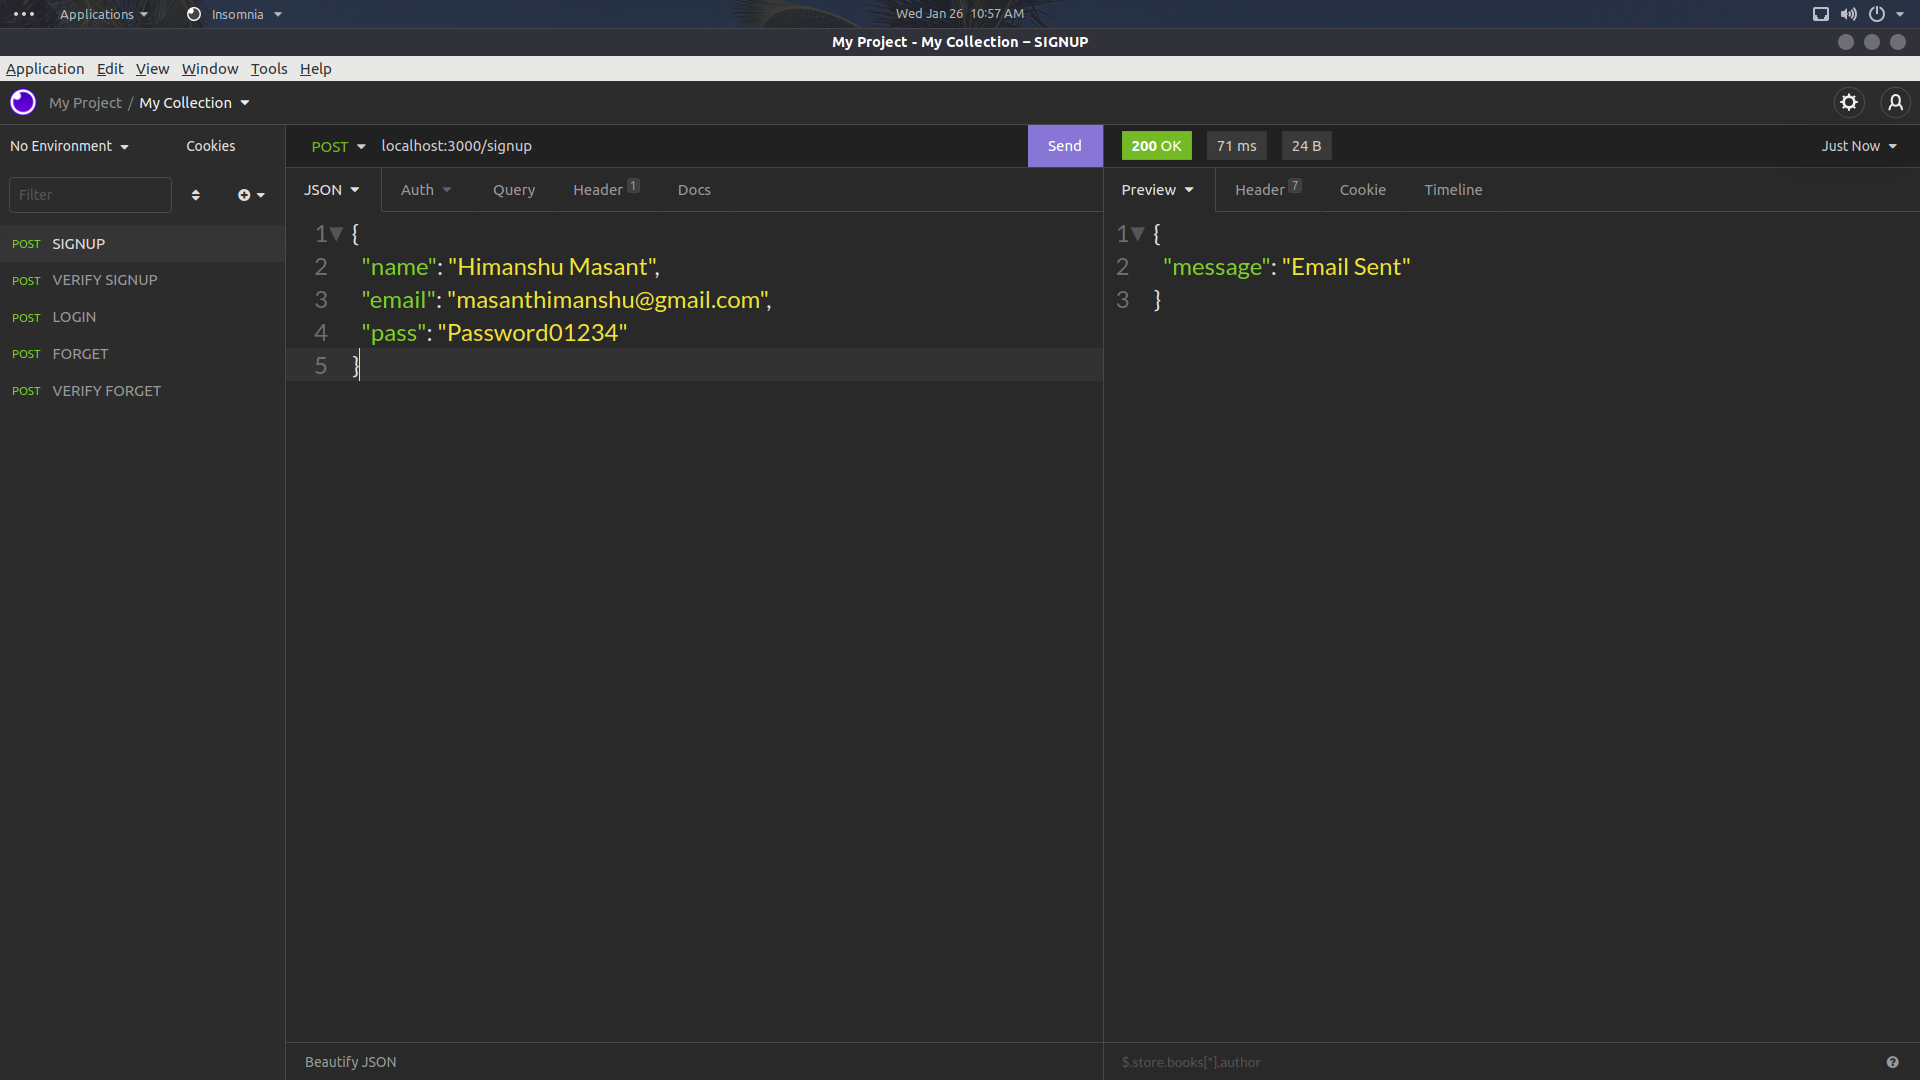 Applications Insomnia Wed Jan 26 10:57 AM
My Project - My Collection – SIGNUP
Application Edit View Window Tools Help
My Project / My Collection
No Environment Cookies
Filter
POST SIGNUP
POST VERIFY SIGNUP
POST LOGIN
POST FORGET
POST VERIFY FORGET
POST localhost:3000/signup Send
JSON Auth Query Header 1 Docs
1 {
2 "name": "Himanshu Masant",
3 "email": "masanthimanshu@gmail.com",
4 "pass": "Password01234"
5 }
Beautify JSON
200 OK 71 ms 24 B Just Now
Preview Header 7 Cookie Timeline
1 {
2 "message": "Email Sent"
3 }
$.store.books[*].author